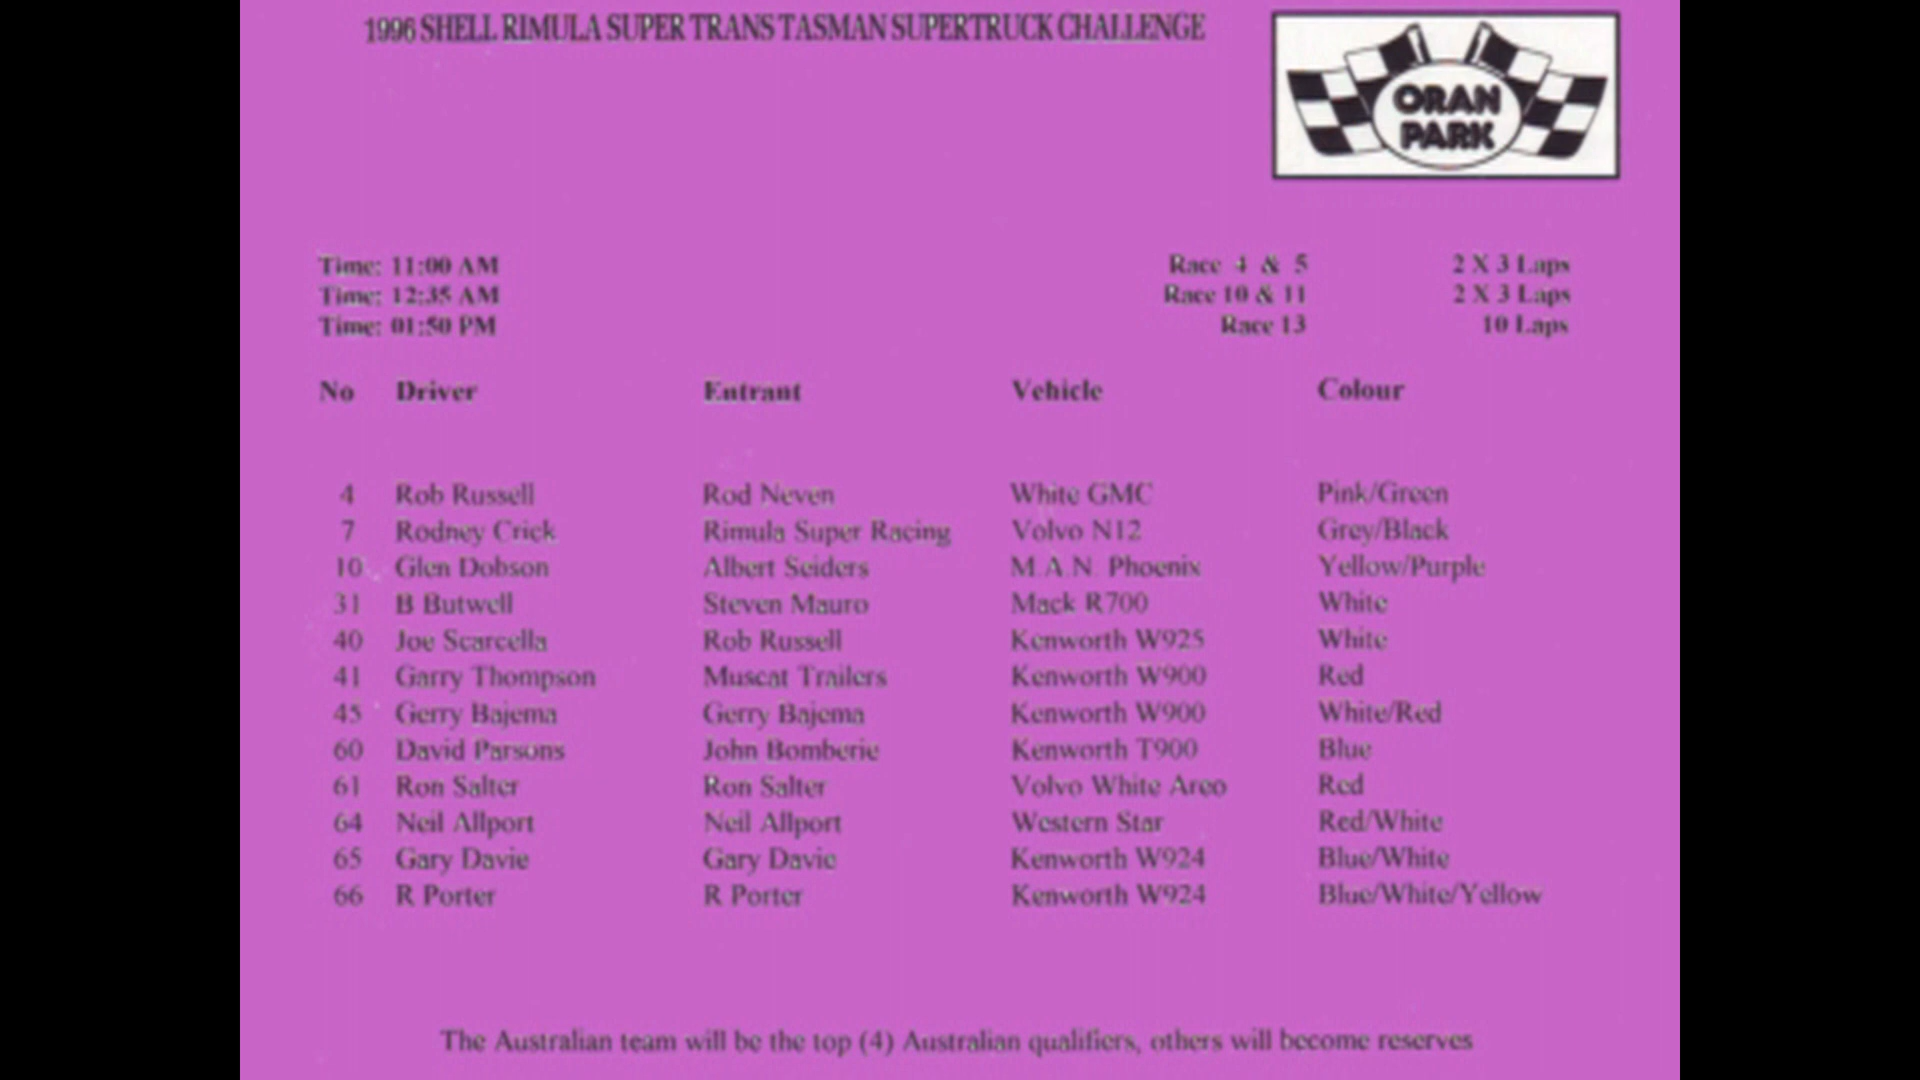 1996 SHELL RIMULA SUPER TRANS TASMAN SUPERTRUCK CHALLENGE
ORAN
PARK
Time: 11:00 AM Race 4 & 5 2 X 3 Laps
Time: 12:35 AM Race 10 & 11 2 X 3 Laps
Time: 01:50 PM Race 13 10 Laps
No Driver Entrant Vehicle Colour
4 Rob Russell Rod Neven White GMC Pink/Green
7 Rodney Crick Rimula Super Racing Volvo N12 Grey/Black
10 Glen Dobson Albert Seiders M.A.N. Phoenix Yellow/Purple
31 B Butwell Steven Mauro Mack R700 White
40 Joe Scarcella Rob Russell Kenworth W925 White
41 Garry Thompson Muscat Trailers Kenworth W900 Red
45 Gerry Bajema Gerry Bajema Kenworth W900 White/Red
60 David Parsons John Bomberie Kenworth T900 Blue
61 Ron Salter Ron Salter Volvo White Areo Red
64 Neil Allport Neil Allport Western Star Red/White
65 Gary Davie Gary Davie Kenworth W924 Blue/White
66 R Porter R Porter Kenworth W924 Blue/White/Yellow
The Australian team will be the top (4) Australian qualifiers, others will become reserves